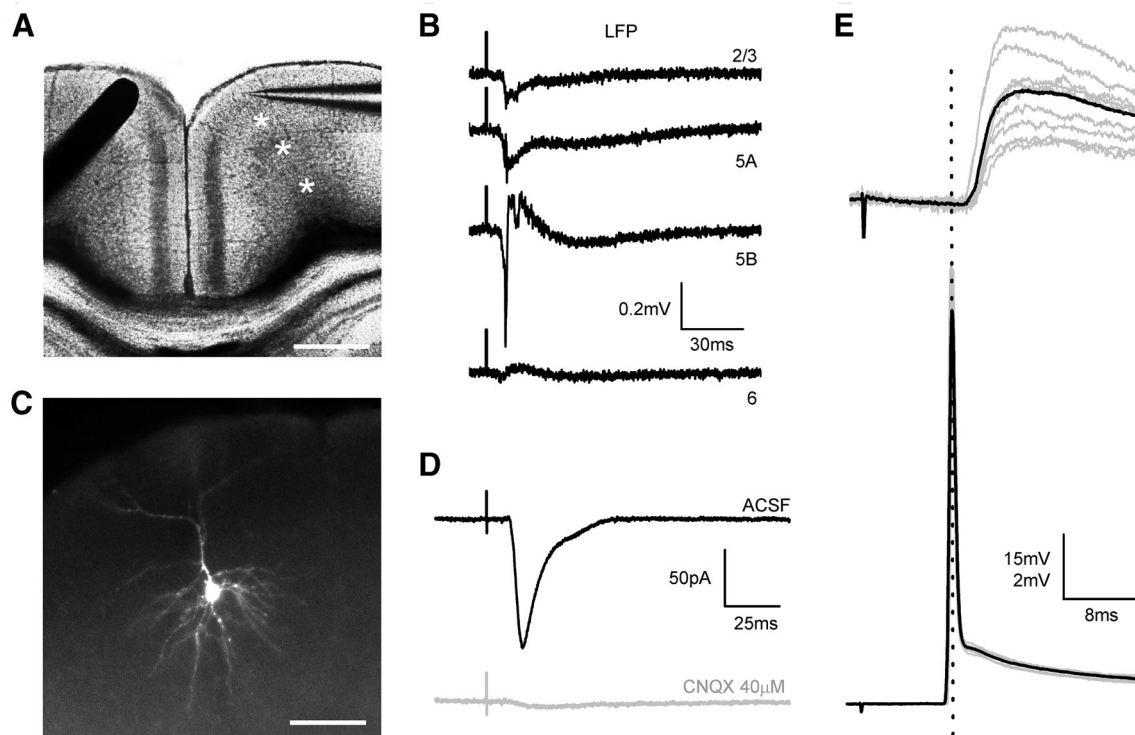 A
B
LFP
2/3
5A
5B
0.2mV
30ms
6
C
D
ACSF
50pA
25ms
CNQX 40μM
E
15mV
2mV
8ms